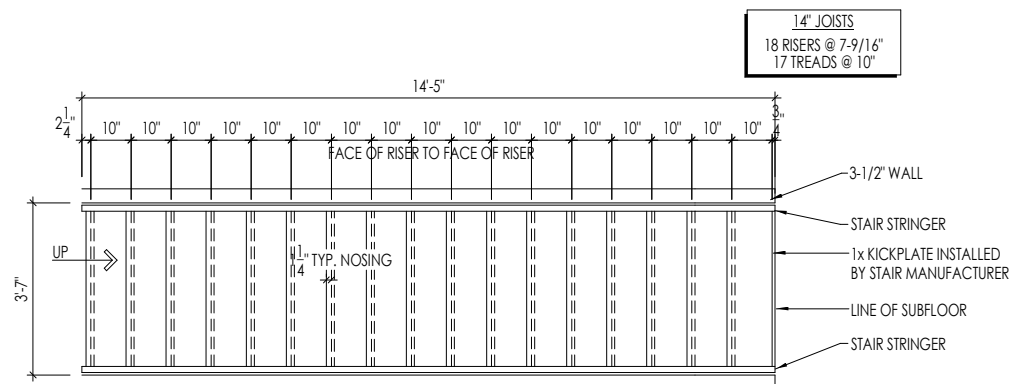 14" JOISTS
18 RISERS @ 7-9/16"
17 TREADS @ 10"
14'-5"
2 1/4"
10" 10" 10" 10" 10" 10" 10" 10" 10" 10" 10" 10" 10" 10" 10" 10" 10"
3/4"
FACE OF RISER TO FACE OF RISER
3-1/2" WALL
STAIR STRINGER
UP
1 1/4" TYP. NOSING
1x KICKPLATE INSTALLED
BY STAIR MANUFACTURER
3'-7"
LINE OF SUBFLOOR
STAIR STRINGER